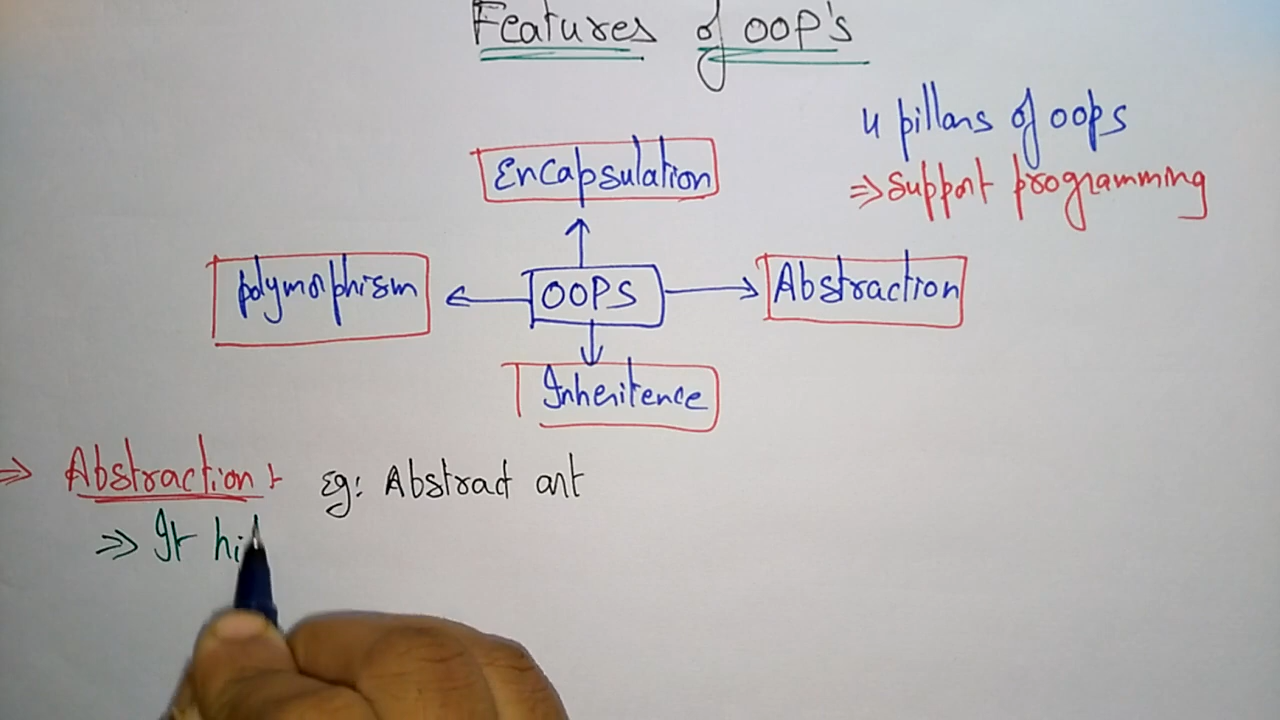 Features of OOP's
4 pillars of oops
⇒ support programming
Encapsulation
polymorphism
OOPS
Abstraction
Inheritence
⇒ Abstraction Eg: Abstract art
⇒ It hi